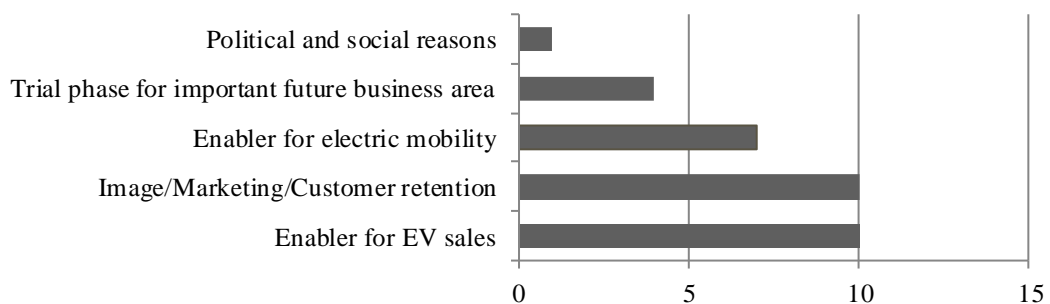 Political and social reasons
Trial phase for important future business area
Enabler for electric mobility
Image/Marketing/Customer retention
Enabler for EV sales
0 5 10 15